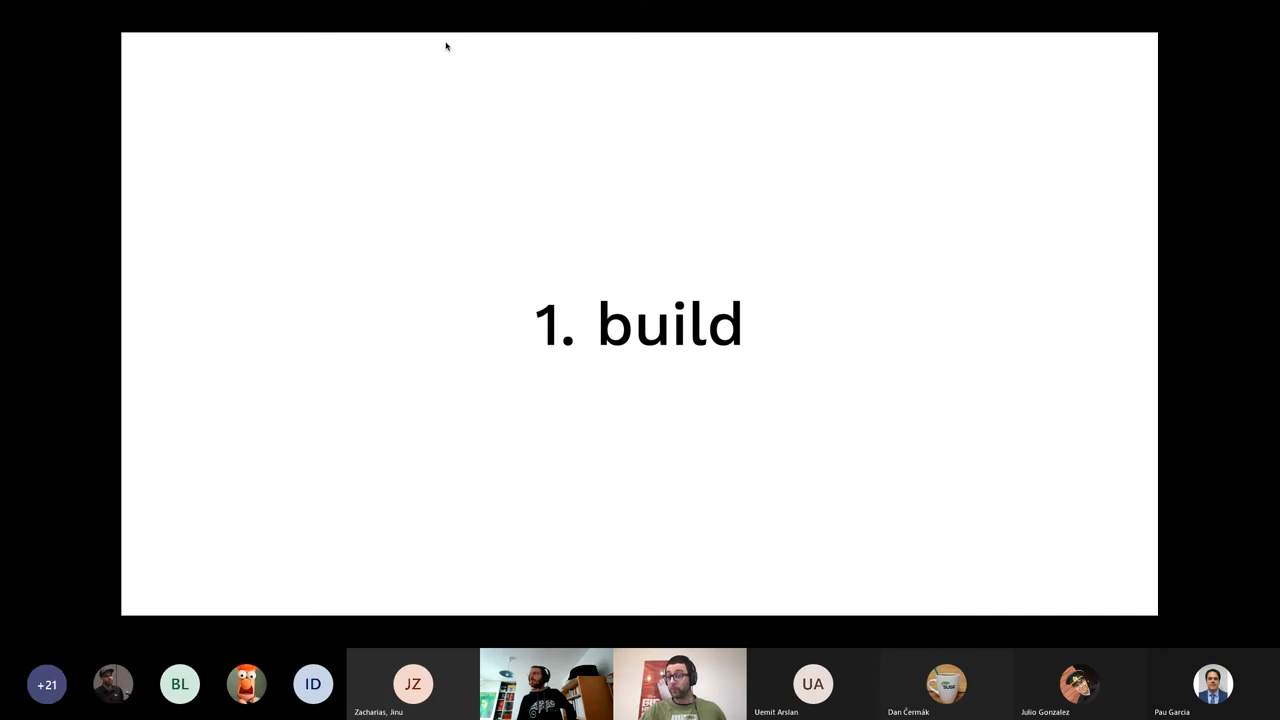 1. build
+21
BL
ID
JZ
Zacharias, Jinu
UA
Uemit Arslan
Dan Čermák
Julio Gonzalez
Pau Garcia